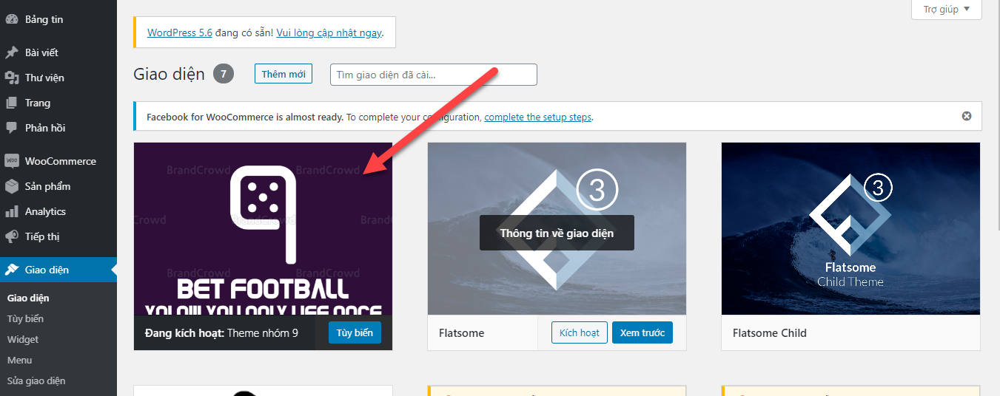 Bảng tin
Bài viết
Thư viện
Trang
Phản hồi
WooCommerce
Sản phẩm
Analytics
Tiếp thị
Giao diện
Giao diện
Tùy biến
Widget
Menu
Sửa giao diện
Trợ giúp
WordPress 5.6 đang có sẵn! Vui lòng cập nhật ngay.
Giao diện 7 Thêm mới Tìm giao diện đã cài...
Facebook for WooCommerce is almost ready. To complete your configuration, complete the setup steps.
BrandCrowd BrandCrowd
Crowd BrandCrowd BrandCrowd
BrandCrowd BrandCrowd
BET FOOTBALL
YOLO!!! YOU ONLY LIFE ONCE
Đang kích hoạt: Theme nhóm 9 Tùy biến
3
Thông tin về giao diện
Flatsome Kích hoạt Xem trước
3
Flatsome
Child Theme
Flatsome Child